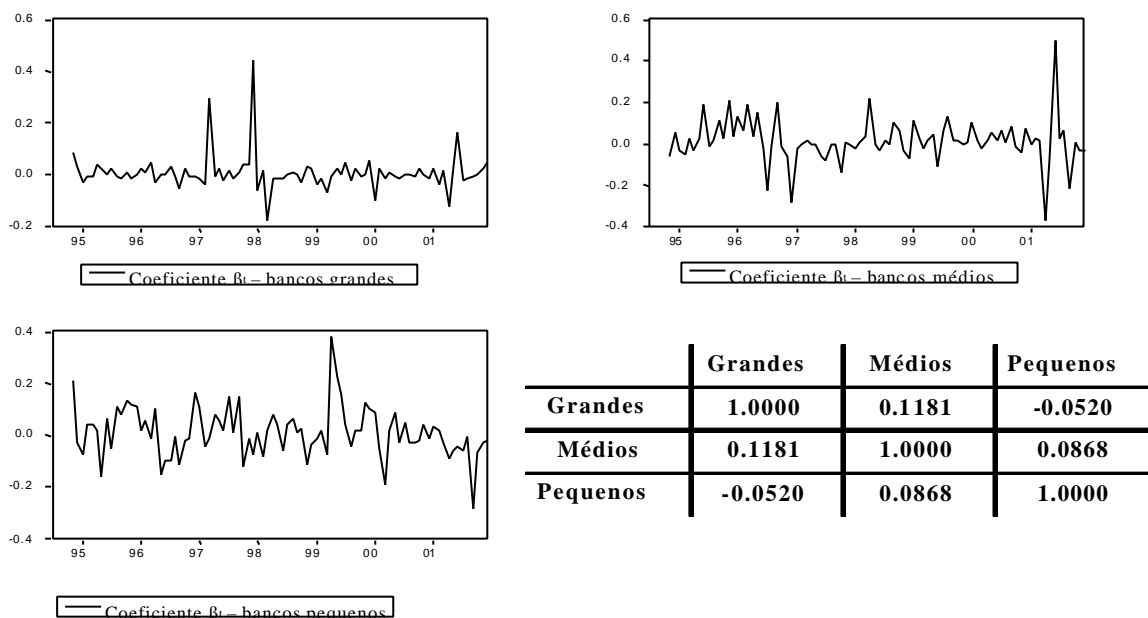 0.6
0.4
0.2
0.0
-0.2
95 96 97 98 99 00 01
Coeficiente βt – bancos grandes
0.6
0.4
0.2
0.0
-0.2
-0.4
95 96 97 98 99 00 01
Coeficiente βt – bancos médios
0.4
0.2
0.0
-0.2
-0.4
95 96 97 98 99 00 01
Coeficiente βt – bancos pequenos
Grandes Médios Pequenos
Grandes 1.0000 0.1181 -0.0520
Médios 0.1181 1.0000 0.0868
Pequenos -0.0520 0.0868 1.0000